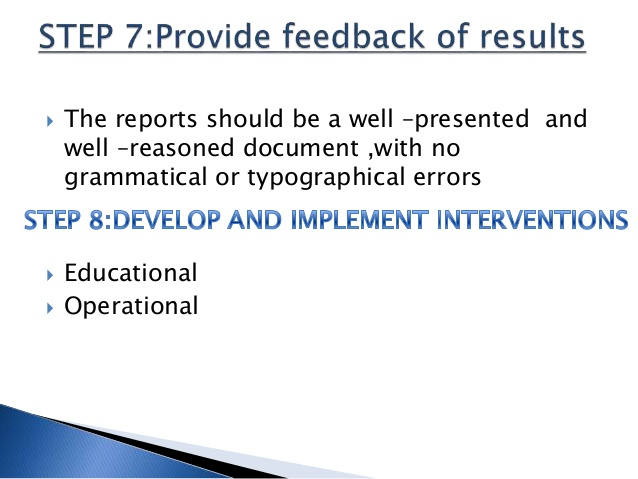 STEP 7:Provide feedback of results
The reports should be a well –presented  and
well –reasoned document ,with no
grammatical or typographical errors
STEP 8:DEVELOP AND IMPLEMENT INTERVENTIONS
Educational
Operational